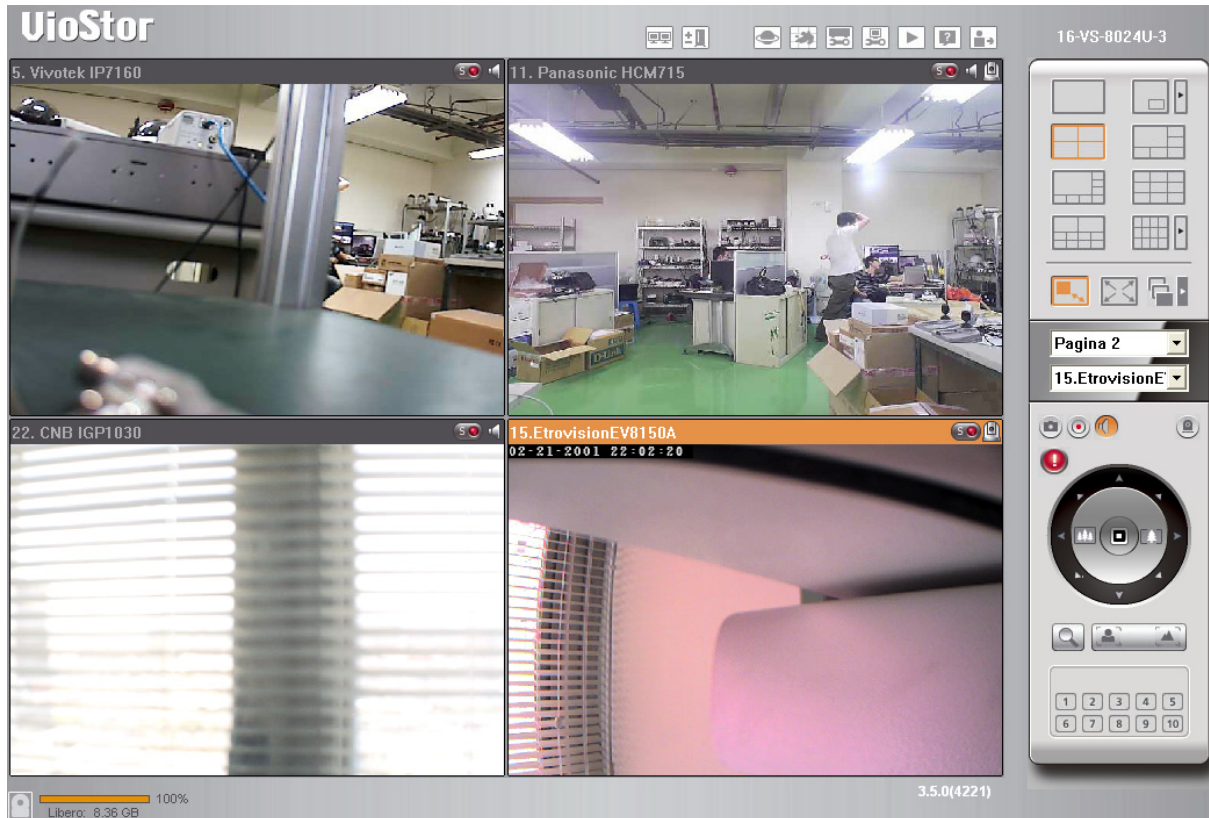 VioStor
16-VS-8024U-3
5. Vivotek IP7160
S
11. Panasonic HCM715
S
22. CNB IGP1030
S
15.EtrovisionEV8150A
S
02-21-2001 22:02:20
D-Link
Pagina 2
15.EtrovisionE
1 2 3 4 5
6 7 8 9 10
100%
Libero: 8.36 GB
3.5.0(4221)